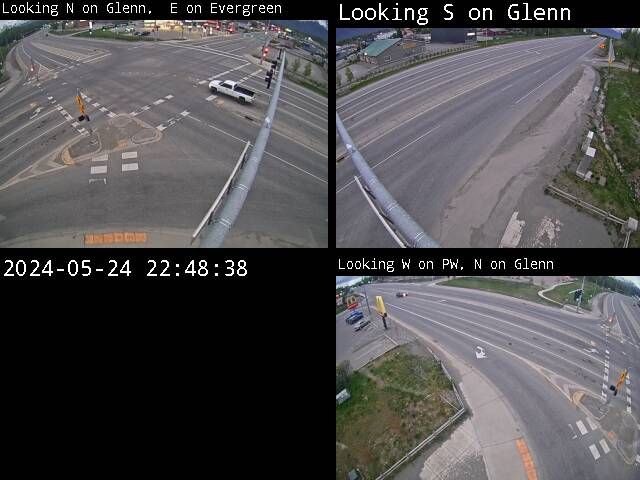 Looking N on Glenn, E on Evergreen
Looking S on Glenn
2024-05-24 22:48:38
Looking W on PW, N on Glenn